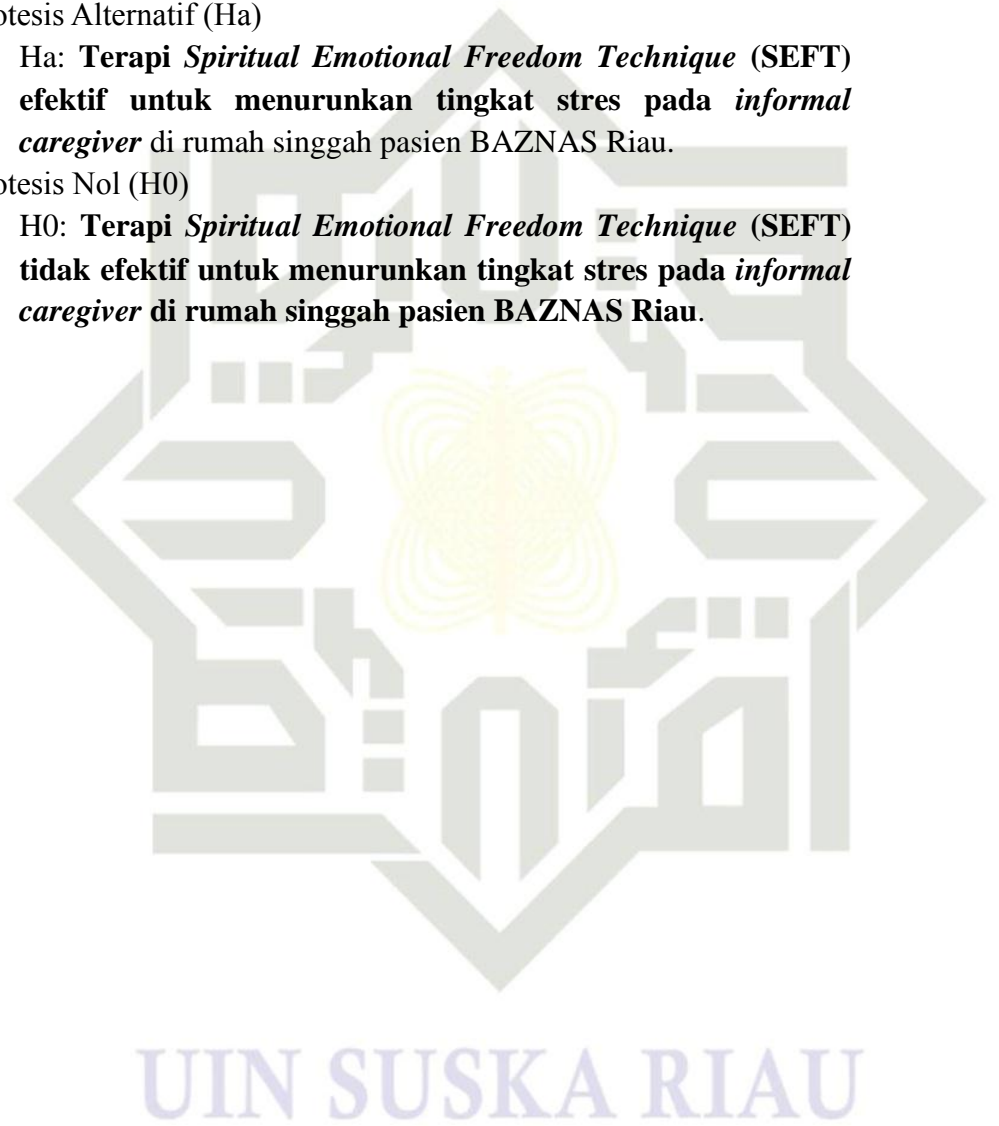 otesis Alternatif (Ha)
Ha: Terapi Spiritual Emotional Freedom Technique (SEFT)
efektif untuk menurunkan tingkat stres pada informal
caregiver di rumah singgah pasien BAZNAS Riau.
otesis Nol (H0)
H0: Terapi Spiritual Emotional Freedom Technique (SEFT)
tidak efektif untuk menurunkan tingkat stres pada informal
caregiver di rumah singgah pasien BAZNAS Riau.
UIN SUSKA RIAU